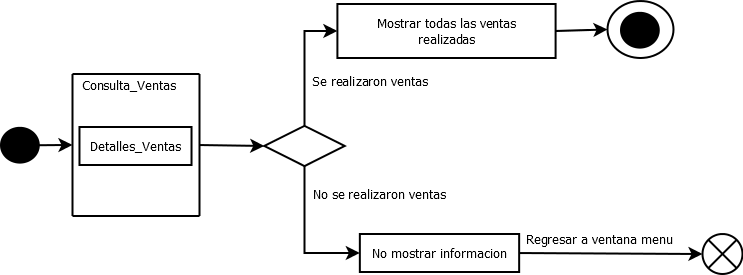 Mostrar todas las ventas
realizadas
Consulta_Ventas
Se realizaron ventas
Detalles_Ventas
No se realizaron ventas
Regresar a ventana menu
No mostrar informacion